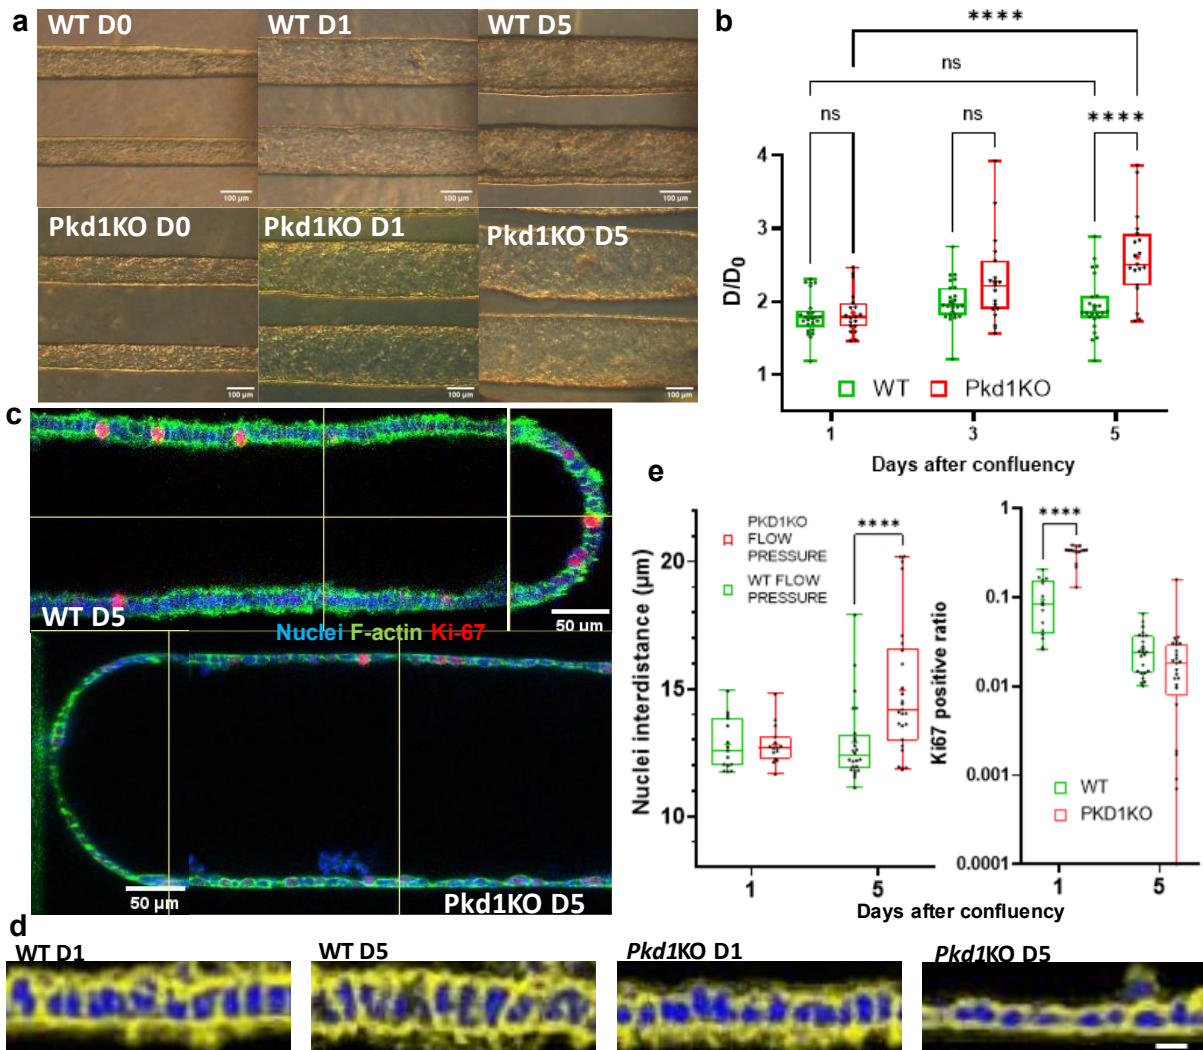 a
WT D0
WT D1
WT D5
100 µm
100 µm
100 µm
Pkd1KO D0
Pkd1KO D1
Pkd1KO D5
100 µm
100 µm
100 µm
b
****
ns
ns
ns
****
4
3
2
1
D/D0
WT
Pkd1KO
1
3
5
Days after confluency
c
WT D5
50 µm
Nuclei F-actin Ki-67
50 µm
Pkd1KO D5
e
PKD1KO
FLOW
PRESSURE
WT FLOW
PRESSURE
****
20
15
10
Nuclei interdistance (µm)
1
5
****
1
0.1
0.01
0.001
0.0001
Ki67 positive ratio
WT
PKD1KO
1
5
Days after confluency
d
WT D1
WT D5
Pkd1KO D1
Pkd1KO D5